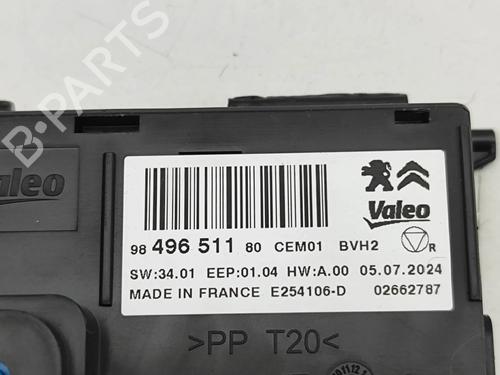 B-PARTS
Valeo
Valeo
98 496 511 80 CEM01 BVH2 R
SW:34.01 EEP:01.04 HW:A.00 05.07.2024
MADE IN FRANCE E254106-D 02662787
>PP T20<